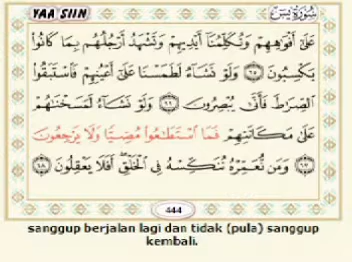 YAA SIIN سُورَةُ يس
عَلَىٰٓ أَفْوَٰهِهِمْ وَتُكَلِّمُنَآ أَيْدِيهِمْ وَتَشْهَدُ أَرْجُلُهُم بِمَا كَانُوا۟
يَكْسِبُونَ ﴿٦٥﴾ وَلَوْ نَشَآءُ لَطَمَسْنَا عَلَىٰٓ أَعْيُنِهِمْ فَٱسْتَبَقُوا۟
ٱلصِّرَٰطَ فَأَنَّىٰ يُبْصِرُونَ ﴿٦٦﴾ وَلَوْ نَشَآءُ لَمَسَخْنَٰهُمْ
عَلَىٰ مَكَانَتِهِمْ فَمَا ٱسْتَطَٰعُوا۟ مُضِيًّا وَلَا يَرْجِعُونَ
﴿٦٧﴾ وَمَن نُّعَمِّرْهُ نُنَكِّسْهُ فِى ٱلْخَلْقِ أَفَلَا يَعْقِلُونَ ﴿٦٨﴾
444
sanggup berjalan lagi dan tidak (pula) sanggup
kembali.